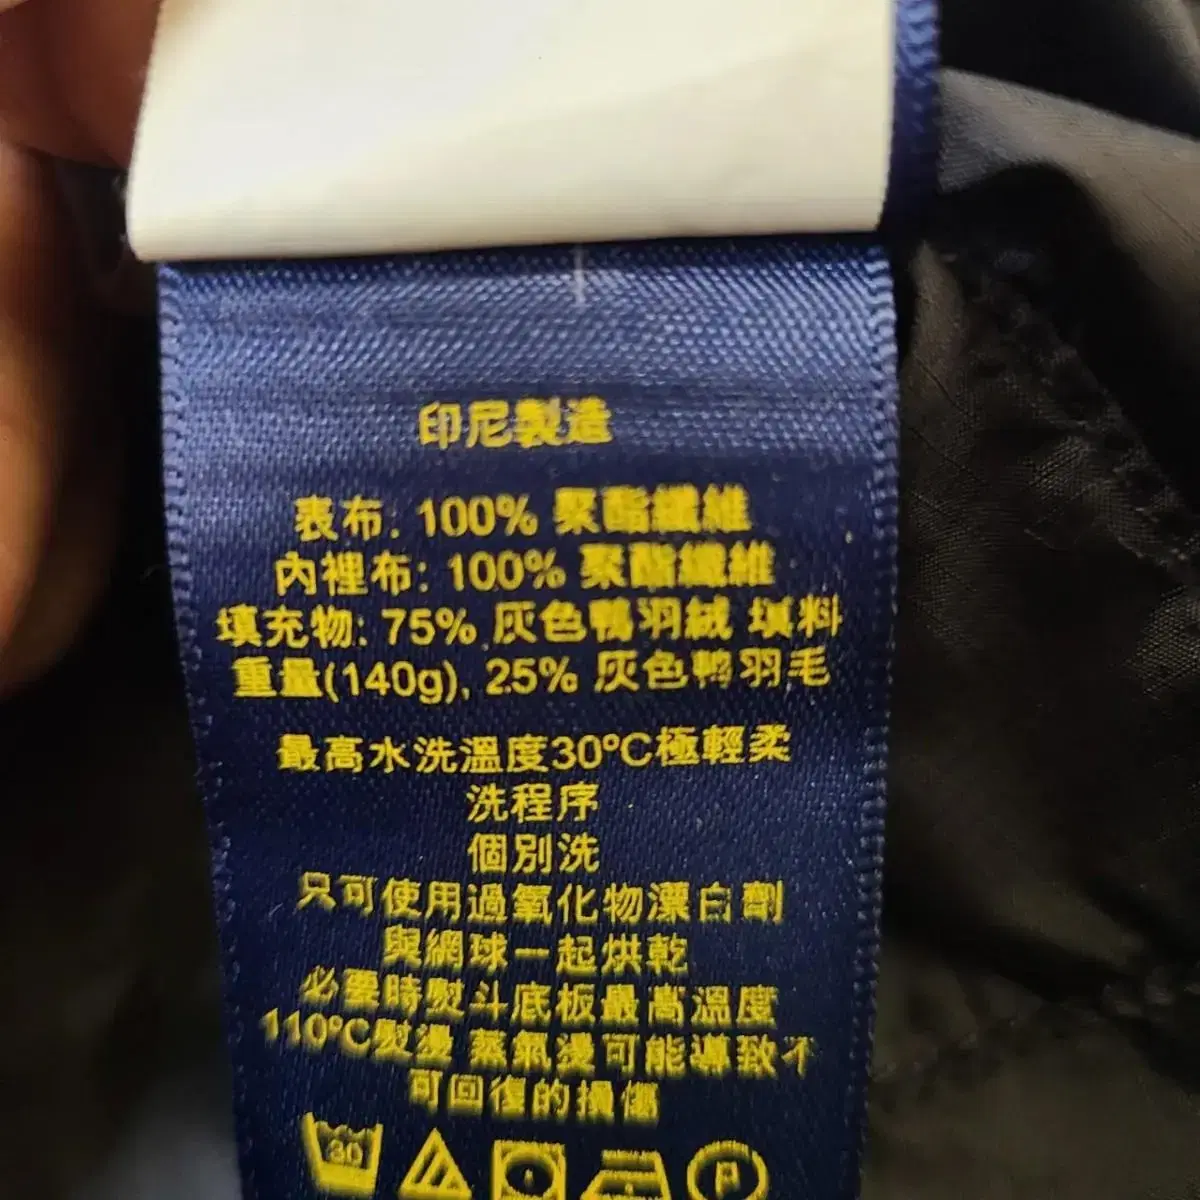 印尼製造
表布: 100% 聚酯纖維
內裡布: 100% 聚酯纖維
填充物: 75% 灰色鴨羽絨 填料
重量(140g), 25% 灰色鴨羽毛
最高水洗溫度30ºC極輕柔
洗程序
個別洗
只可使用過氧化物漂白劑
與網球一起烘乾
必要時熨斗底板最高溫度
110ºC熨燙 蒸氣燙可能導致不
可回復的損傷
30
P